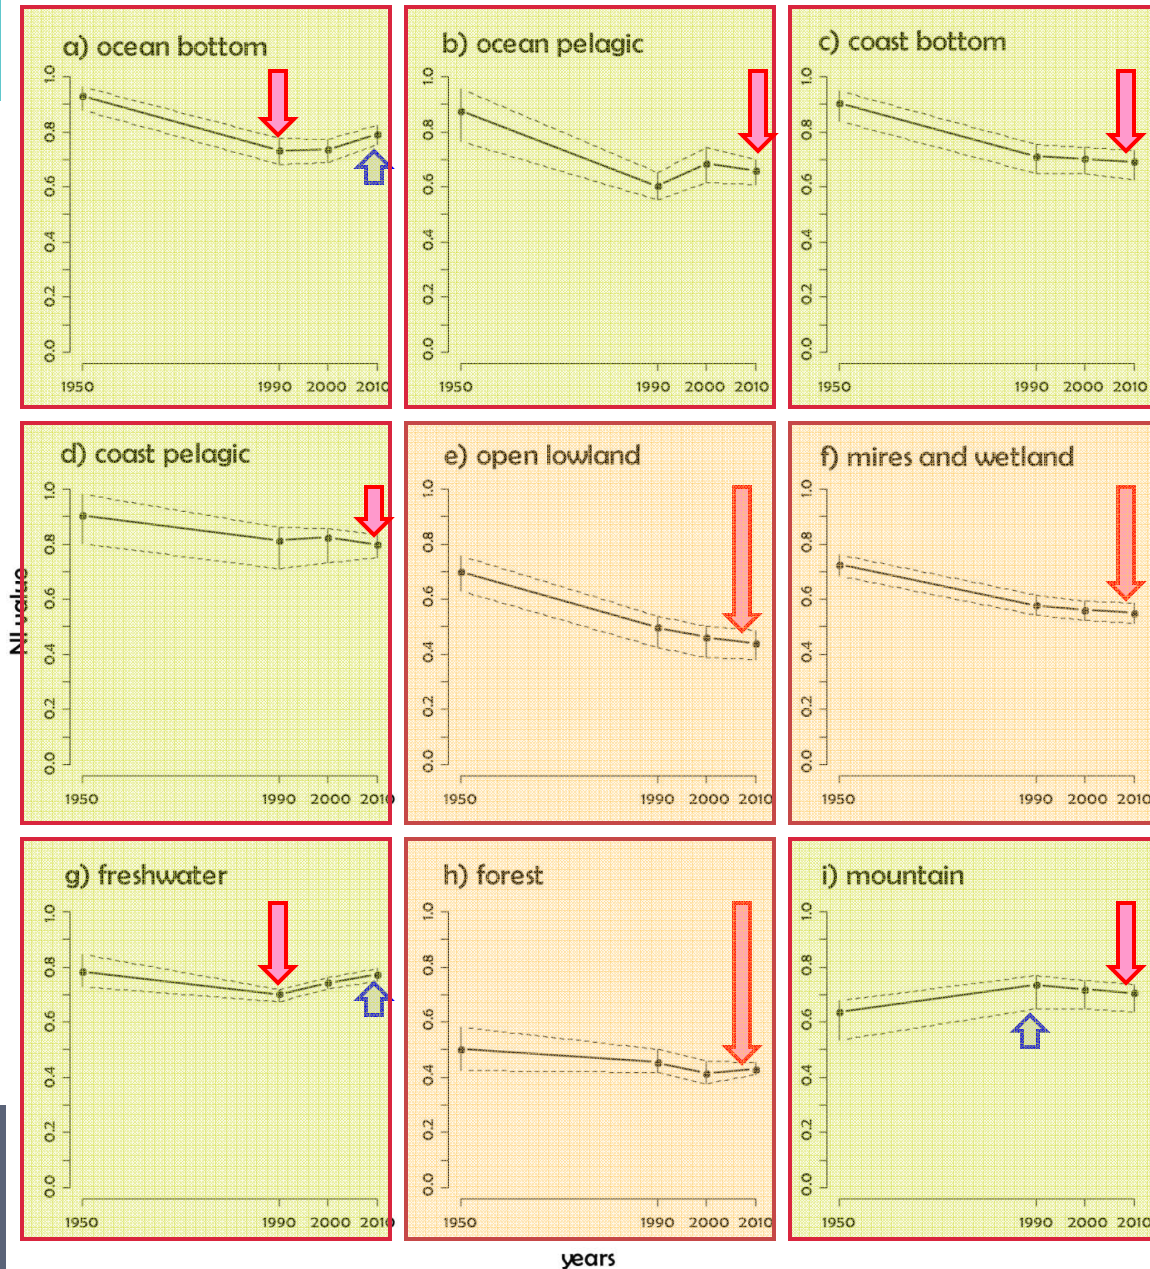 a) ocean bottom
1.0
0.8
0.6
0.4
0.2
0.0
1950 1990 2000 2010
b) ocean pelagic
1.0
0.8
0.6
0.4
0.2
0.0
1950 1990 2000 2010
c) coast bottom
1.0
0.8
0.6
0.4
0.2
0.0
1950 1990 2000 2010
d) coast pelagic
1.0
0.8
0.6
0.4
0.2
0.0
1950 1990 2000 2010
e) open lowland
1.0
0.8
0.6
0.4
0.2
0.0
1950 1990 2000 2010
f) mires and wetland
1.0
0.8
0.6
0.4
0.2
0.0
1950 1990 2000 2010
NI value
g) freshwater
1.0
0.8
0.6
0.4
0.2
0.0
1950 1990 2000 2010
h) forest
1.0
0.8
0.6
0.4
0.2
0.0
1950 1990 2000 2010
i) mountain
1.0
0.8
0.6
0.4
0.2
0.0
1950 1990 2000 2010
years